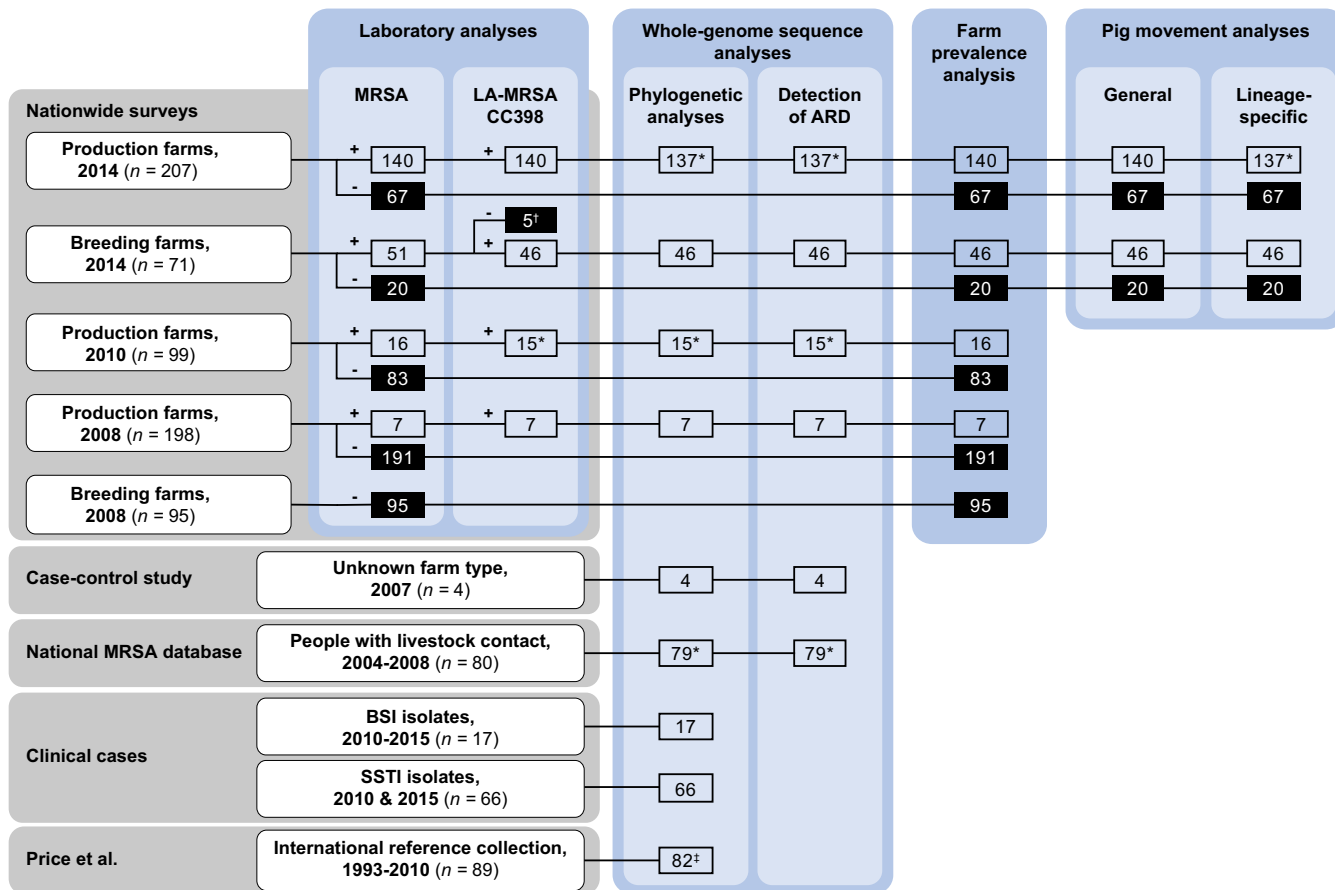 Laboratory analyses
Whole-genome sequence
analyses
Farm
prevalence
analysis
Pig movement analyses
MRSA
LA-MRSA
CC398
Phylogenetic
analyses
Detection
of ARD
General
Lineage-
specific
Nationwide surveys
Production farms,
2014 (n = 207)
+ 140 + 140 137* 137* 140 140 137*
- 67 67 67 67
- 5†
Breeding farms,
2014 (n = 71)
+ 51 + 46 46 46 46 46 46
- 20 20 20 20
Production farms,
2010 (n = 99)
+ 16 + 15* 15* 15* 16
- 83 83
Production farms,
2008 (n = 198)
+ 7 + 7 7 7 7
- 191 191
Breeding farms,
2008 (n = 95)
- 95 95
Case-control study
Unknown farm type,
2007 (n = 4)
4 4
National MRSA database
People with livestock contact,
2004-2008 (n = 80)
79* 79*
Clinical cases
BSI isolates,
2010-2015 (n = 17)
17
SSTI isolates,
2010 & 2015 (n = 66)
66
Price et al.
International reference collection,
1993-2010 (n = 89)
82‡